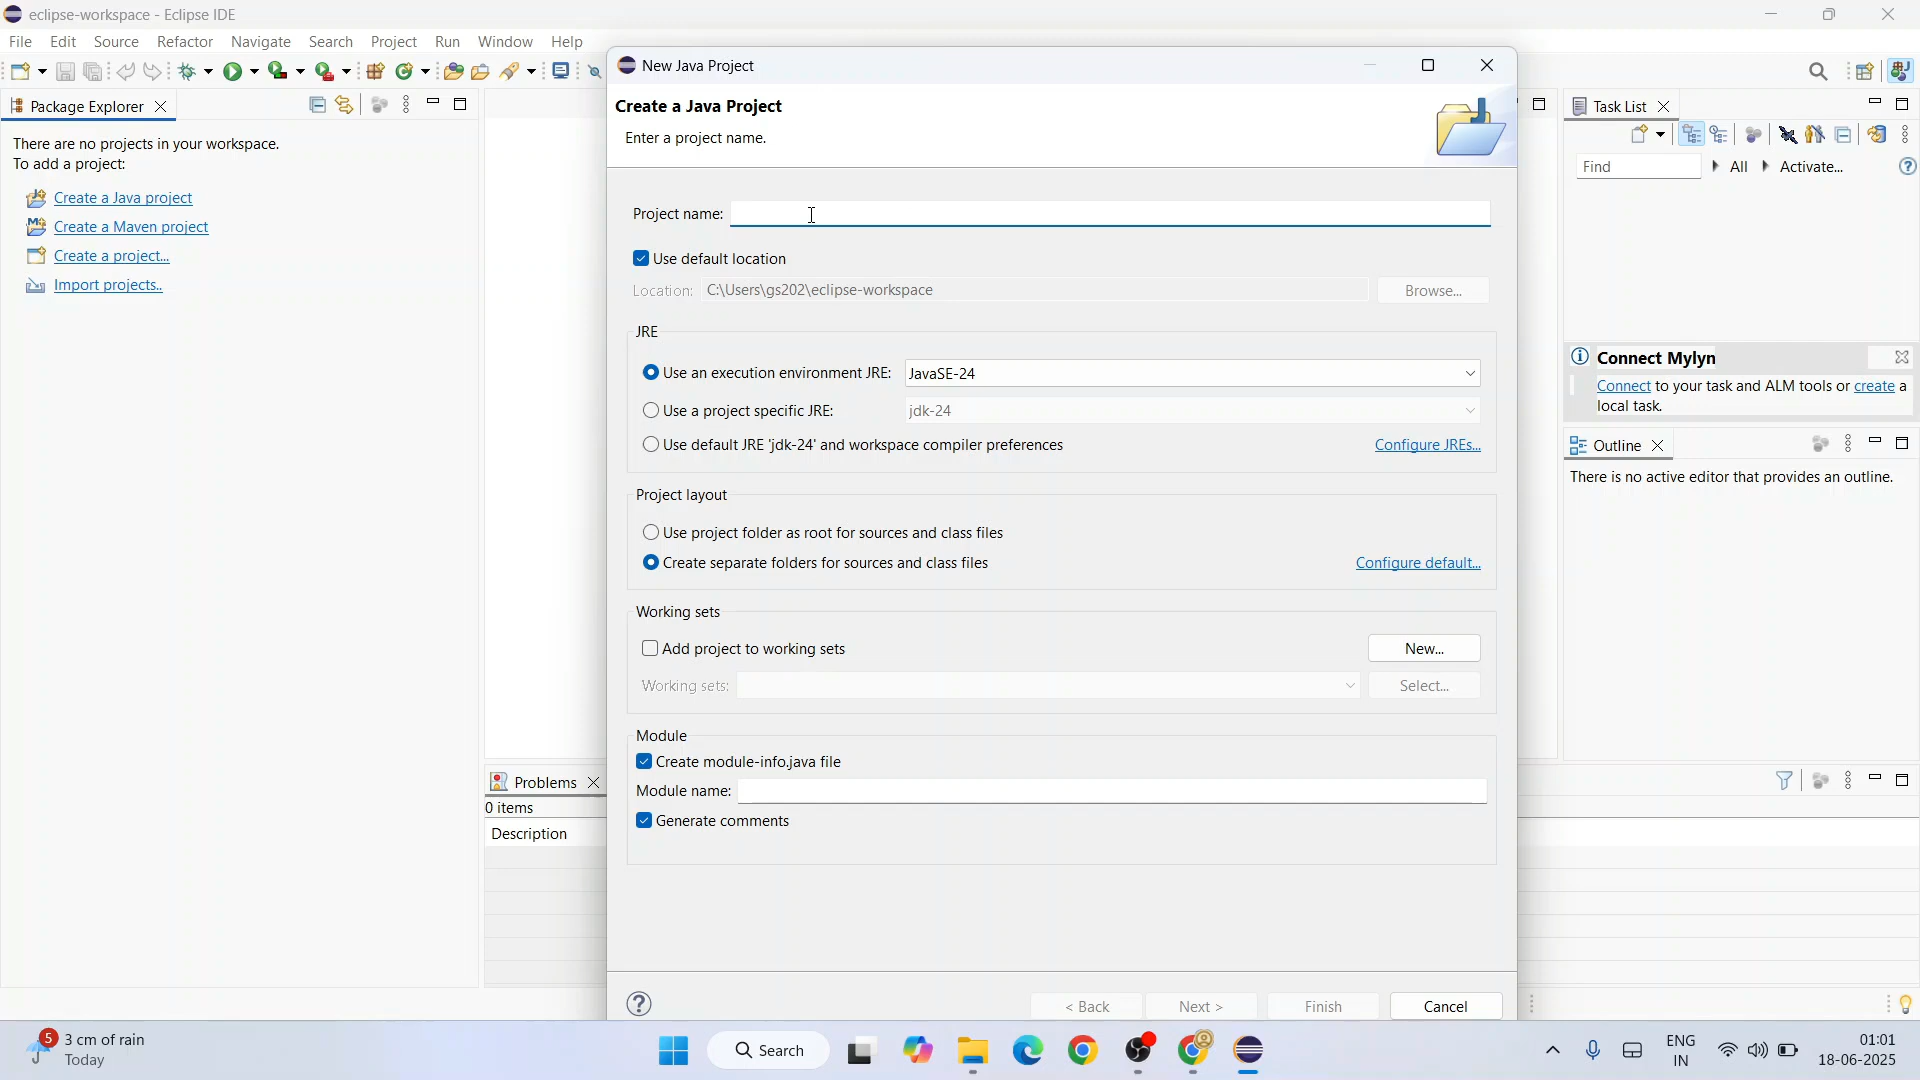 eclipse-workspace - Eclipse IDE
File Edit Source Refactor Navigate Search Project Run Window Help
Package Explorer
There are no projects in your workspace.
To add a project:
Create a Java project
Create a Maven project
Create a project...
Import projects..
New Java Project
Create a Java Project
Enter a project name.
Project name:
Use default location
Location: C:\Users\gs202\eclipse-workspace Browse...
JRE
Use an execution environment JRE: JavaSE-24
Use a project specific JRE: jdk-24
Use default JRE 'jdk-24' and workspace compiler preferences Configure JREs...
Project layout
Use project folder as root for sources and class files
Create separate folders for sources and class files Configure default...
Working sets
Add project to working sets New...
Working sets: Select...
Module
Create module-info.java file
Module name:
Generate comments
< Back Next > Finish Cancel
Task List
Find All Activate...
Connect Mylyn
Connect to your task and ALM tools or create a
local task.
Outline
There is no active editor that provides an outline.
Problems
0 items
Description
5 3 cm of rain
Today
Search
ENG
IN
01:01
18-06-2025